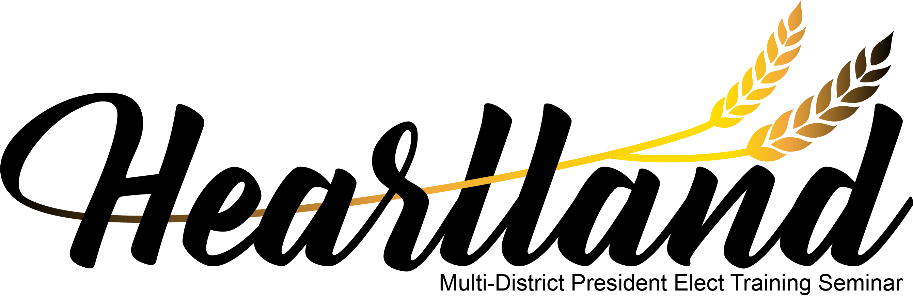 Heartland
Multi-District President Elect Training Seminar